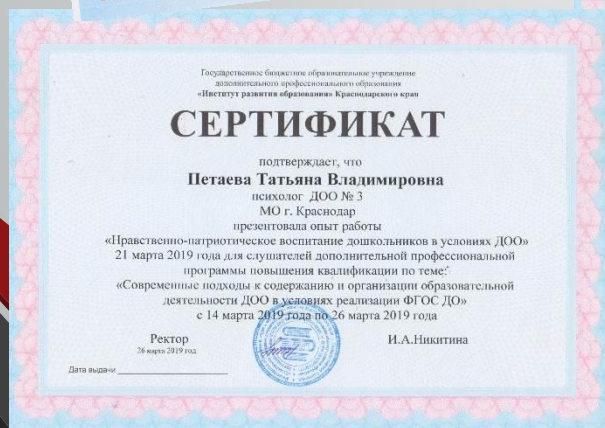 Государственное бюджетное образовательное учреждение
дополнительного профессионального образования
«Институт развития образования» Краснодарского края
СЕРТИФИКАТ
подтверждает, что
Петаева Татьяна Владимировна
психолог ДОО № 3
МО г. Краснодар
презентовала опыт работы
«Нравственно-патриотическое воспитание дошкольников в условиях ДОО»
21 марта 2019 года для слушателей дополнительной профессиональной
программы повышения квалификации по теме:
«Современные подходы к содержанию и организации образовательной
деятельности ДОО в условиях реализации ФГОС ДО»
с 14 марта 2019 года по 26 марта 2019 года
Ректор И.А.Никитина
26 марта 2019 год
Дата выдачи